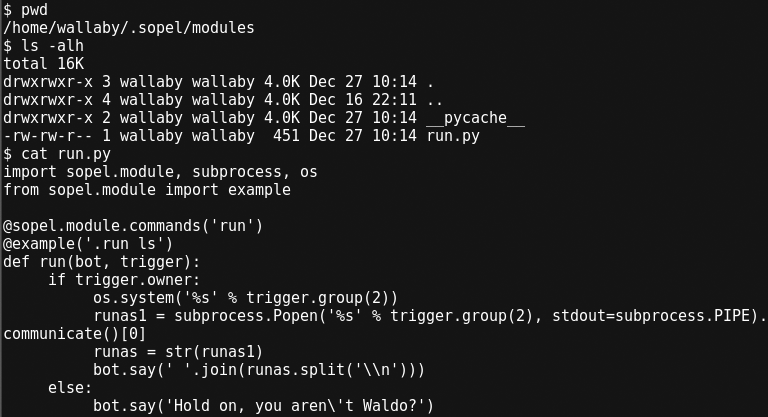 $ pwd
/home/wallaby/.sopel/modules
$ ls -alh
total 16K
drwxrwxr-x 3 wallaby wallaby 4.0K Dec 27 10:14 .
drwxrwxr-x 4 wallaby wallaby 4.0K Dec 16 22:11 ..
drwxrwxr-x 2 wallaby wallaby 4.0K Dec 27 10:14 __pycache__
-rw-rw-r-- 1 wallaby wallaby  451 Dec 27 10:14 run.py
$ cat run.py
import sopel.module, subprocess, os
from sopel.module import example

@sopel.module.commands('run')
@example('.run ls')
def run(bot, trigger):
     if trigger.owner:
          os.system('%s' % trigger.group(2))
          runas1 = subprocess.Popen('%s' % trigger.group(2), stdout=subprocess.PIPE).
communicate()[0]
          runas = str(runas1)
          bot.say(' '.join(runas.split('\\n')))
     else:
          bot.say('Hold on, you aren\'t Waldo?')